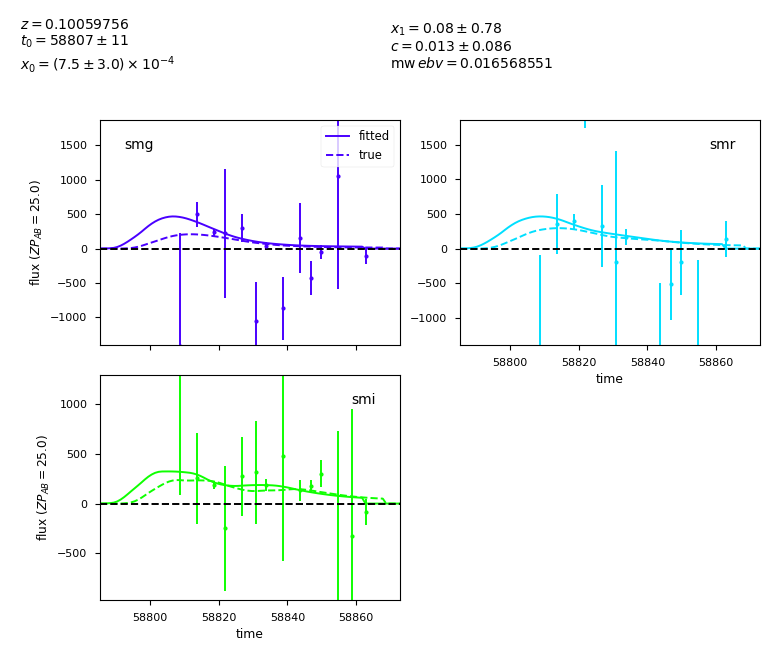 z = 0.10059756
t₀ = 58807 ± 11
x₀ = (7.5 ± 3.0) × 10⁻⁴
x₁ = 0.08 ± 0.78
c = 0.013 ± 0.086
mw ebv = 0.016568551
smg
fitted
true
1500
1000
500
0
−500
−1000
flux (ZP_AB = 25.0)
smr
1500
1000
500
0
−500
−1000
58800 58820 58840 58860
time
smi
1000
500
0
−500
flux (ZP_AB = 25.0)
58800 58820 58840 58860
time